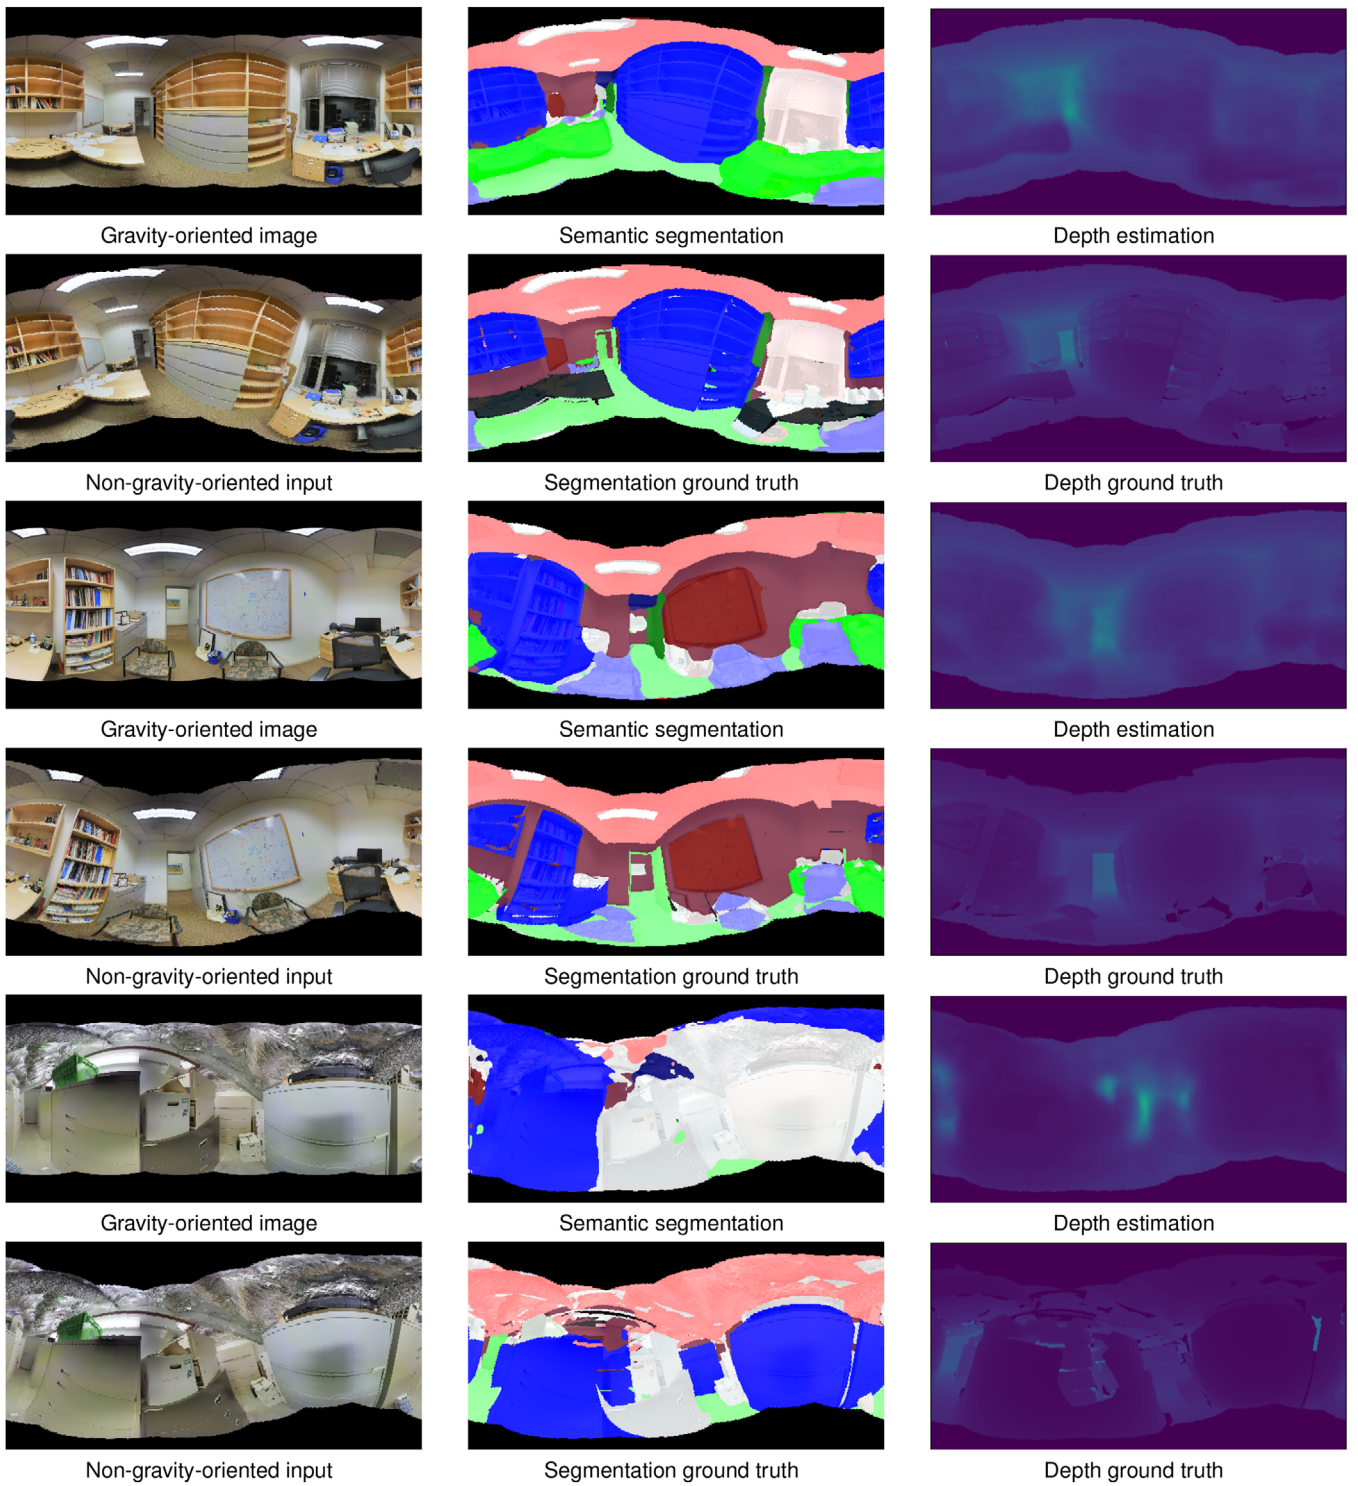 Gravity-oriented image
Semantic segmentation
Depth estimation
Non-gravity-oriented input
Segmentation ground truth
Depth ground truth
Gravity-oriented image
Semantic segmentation
Depth estimation
Non-gravity-oriented input
Segmentation ground truth
Depth ground truth
Gravity-oriented image
Semantic segmentation
Depth estimation
Non-gravity-oriented input
Segmentation ground truth
Depth ground truth